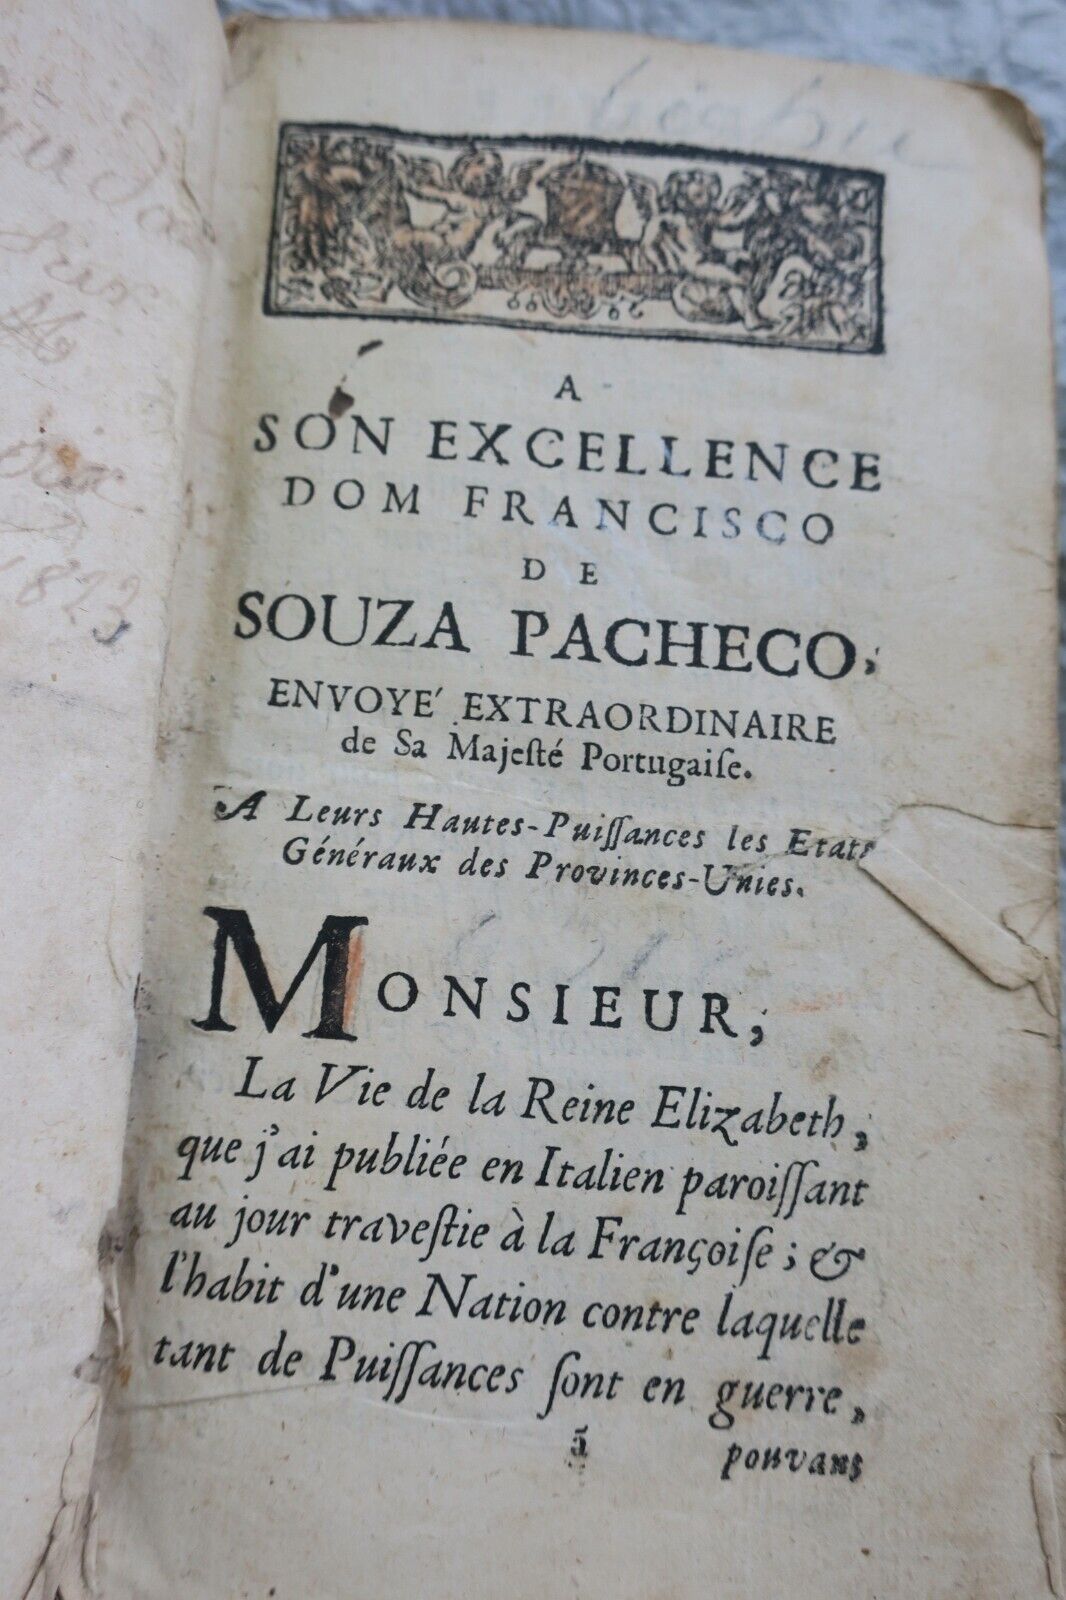 A
SON EXCELLENCE
DOM FRANCISCO
DE
SOUZA PACHECO,
ENVOYE' EXTRAORDINAIRE
de Sa Majeſté Portugaiſe.
A Leurs Hautes-Puiſſances les Etats
Généraux des Provinces-Unies.
MONSIEUR,
La Vie de la Reine Elizabeth,
que j'ai publiée en Italien paroiſſant
au jour traveſtie à la Françoiſe; &
l'habit d'une Nation contre laquelle
tant de Puiſſances ſont en guerre,
ã pouvans
1823